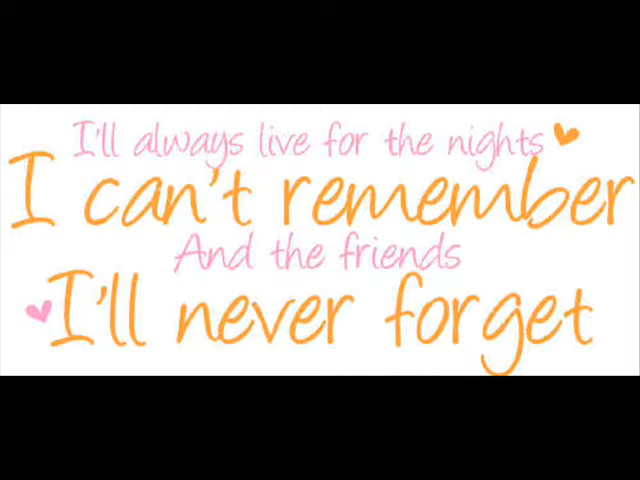 I'll always live for the nights
I can't remember
And the friends
I'll never forget